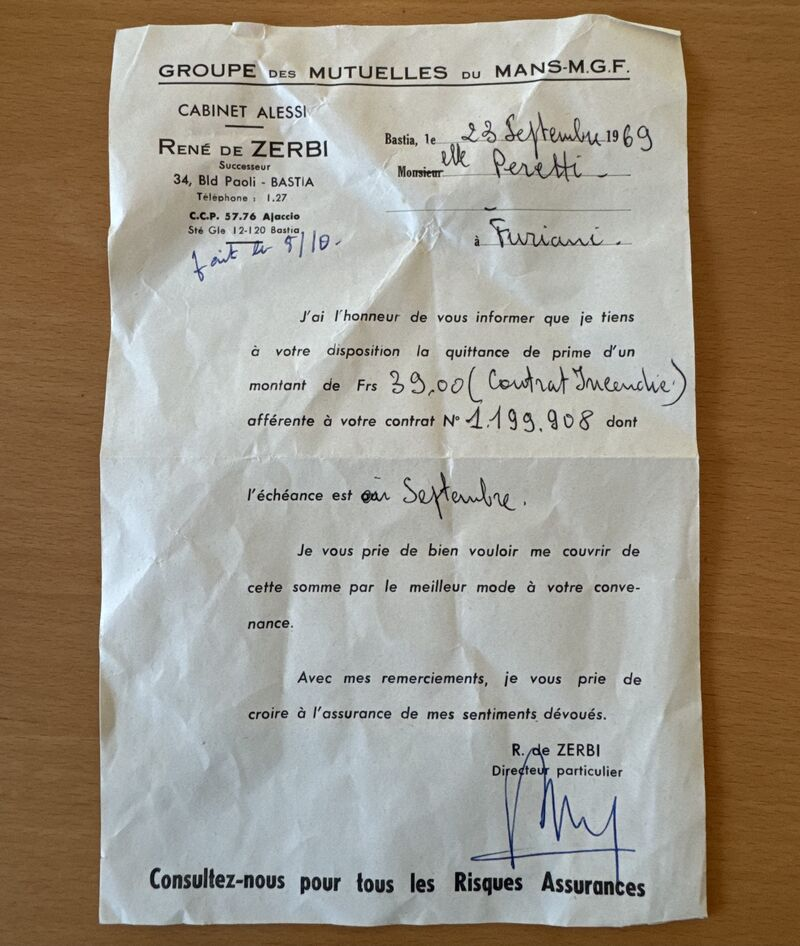 GROUPE DES MUTUELLES DU MANS-M.G.F.
CABINET ALESSI
RENÉ DE ZERBI
Successeur
34, Bld Paoli - BASTIA
Téléphone : 1.27
C.C.P. 57.76 Ajaccio
Sté Gle 12-120 Bastia
fait le 5/10.
Bastia, le 23 Septembre 1969
Monsieur elle Peretti.
à Furiani.
J'ai l'honneur de vous informer que je tiens
à votre disposition la quittance de prime d'un
montant de Frs 39,00 (Contrat Incendie)
afférente à votre contrat N° 1.199.908 dont
l'échéance est en Septembre.
Je vous prie de bien vouloir me couvrir de
cette somme par le meilleur mode à votre conve-
nance.
Avec mes remerciements, je vous prie de
croire à l'assurance de mes sentiments dévoués.
R. de ZERBI
Directeur particulier
Consultez-nous pour tous les Risques Assurances